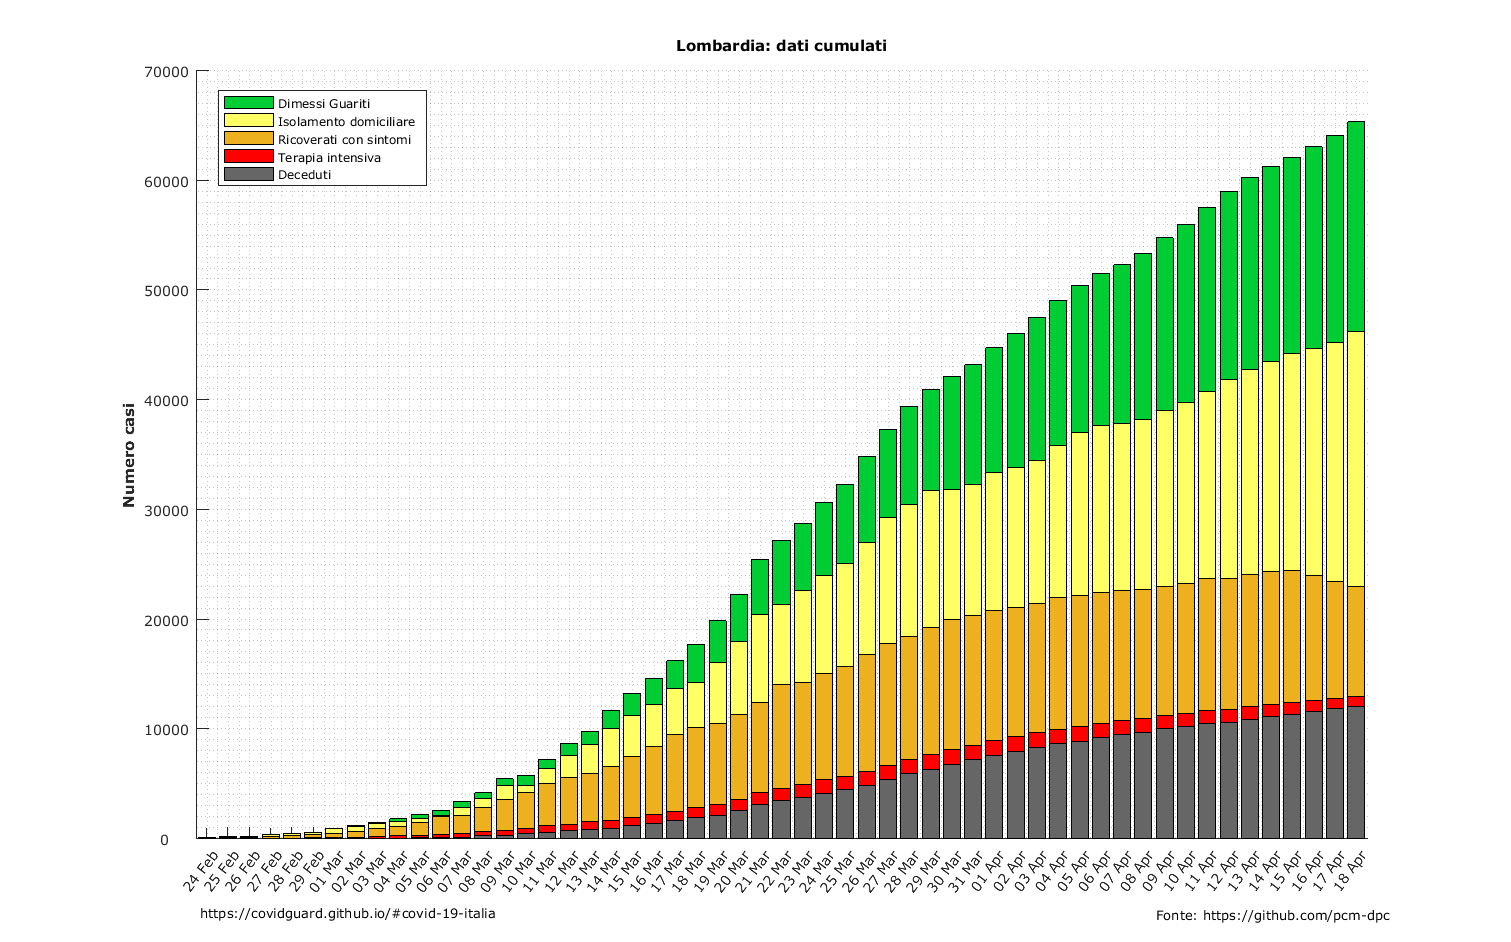 Lombardia: dati cumulati
70000
60000
50000
40000
30000
20000
10000
0
Numero casi
Dimessi Guariti
Isolamento domiciliare
Ricoverati con sintomi
Terapia intensiva
Deceduti
24 Feb
25 Feb
26 Feb
27 Feb
28 Feb
29 Feb
01 Mar
02 Mar
03 Mar
04 Mar
05 Mar
06 Mar
07 Mar
08 Mar
09 Mar
10 Mar
11 Mar
12 Mar
13 Mar
14 Mar
15 Mar
16 Mar
17 Mar
18 Mar
19 Mar
20 Mar
21 Mar
22 Mar
23 Mar
24 Mar
25 Mar
26 Mar
27 Mar
28 Mar
29 Mar
30 Mar
31 Mar
01 Apr
02 Apr
03 Apr
04 Apr
05 Apr
06 Apr
07 Apr
08 Apr
09 Apr
10 Apr
11 Apr
12 Apr
13 Apr
14 Apr
15 Apr
16 Apr
17 Apr
18 Apr
https://covidguard.github.io/#covid-19-italia
Fonte: https://github.com/pcm-dpc